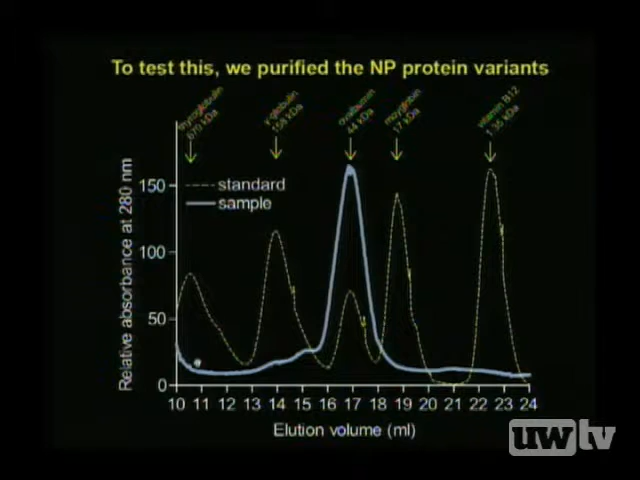 To test this, we purified the NP protein variants
thyroglobulin
670 kDa
γ-globulin
158 kDa
ovalbumin
44 kDa
myoglobin
17 kDa
vitamin B12
1.35 kDa
Relative absorbance at 280 nm
standard
sample
150
100
50
0
10 11 12 13 14 15 16 17 18 19 20 21 22 23 24
Elution volume (ml)
uwtv